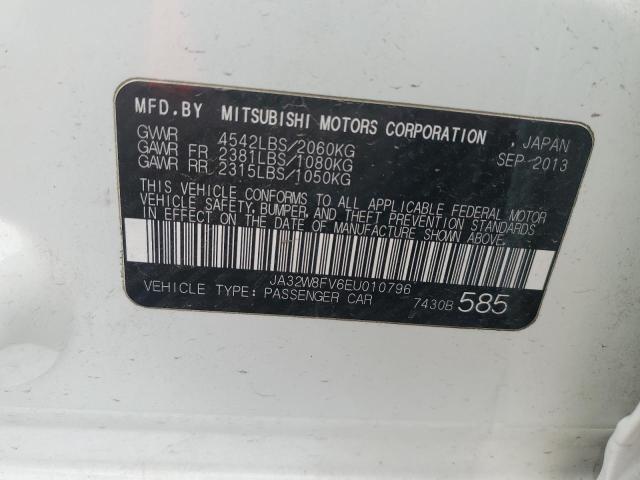 MFD.BY MITSUBISHI MOTORS CORPORATION , JAPAN
GVWR 4542LBS/2060KG SEP 2013
GAWR FR 2381LBS/1080KG
GAWR RR 2315LBS/1050KG
THIS VEHICLE CONFORMS TO ALL APPLICABLE FEDERAL MOTOR
VEHICLE SAFETY, BUMPER, AND THEFT PREVENTION STANDARDS
IN EFFECT ON THE DATE OF MANUFACTURE SHOWN ABOVE.
JA32W8FV6EU010796
VEHICLE TYPE: PASSENGER CAR 7430B 585